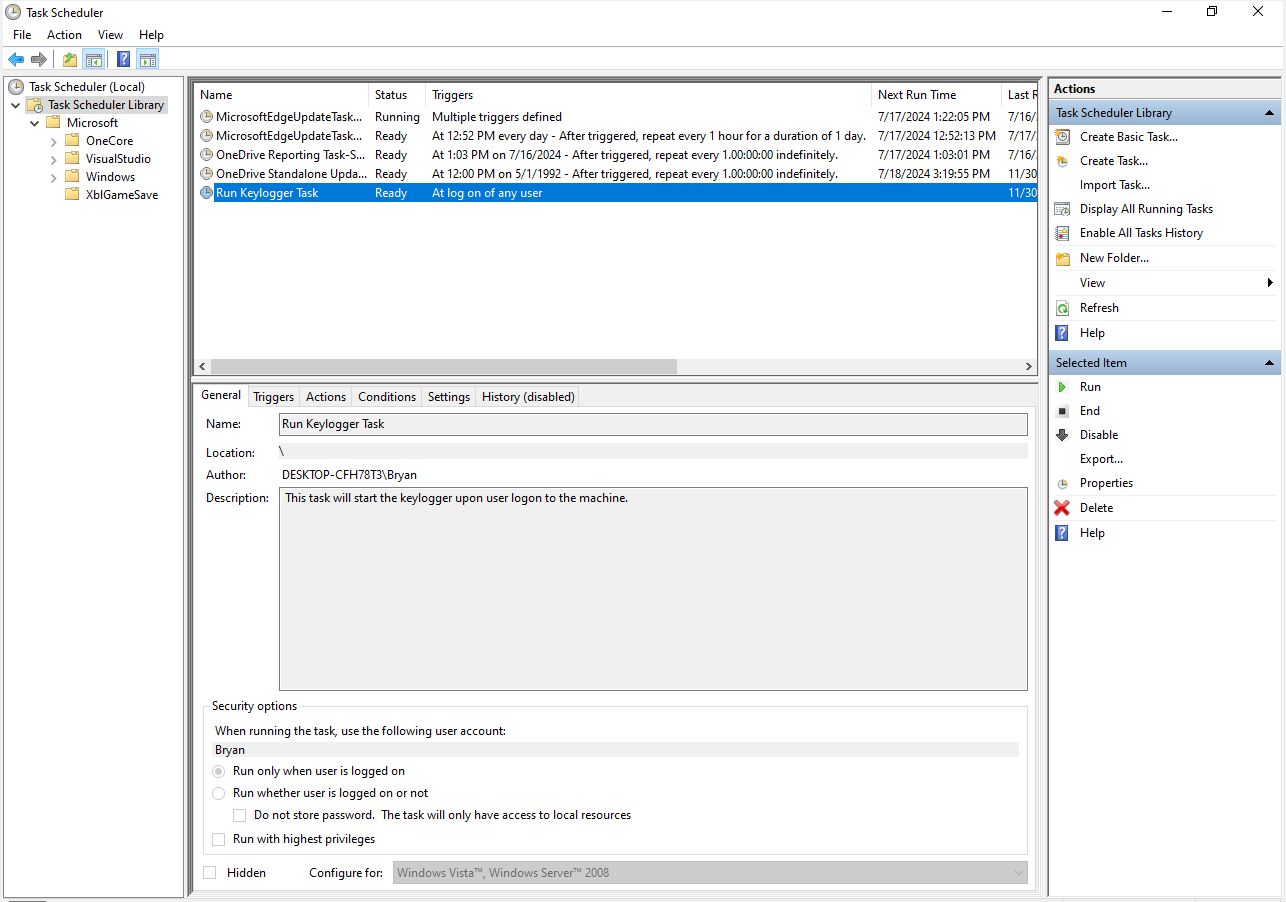 Task Scheduler
File Action View Help
Task Scheduler (Local)
Task Scheduler Library
Microsoft
OneCore
VisualStudio
Windows
XblGameSave
Name Status Triggers Next Run Time Last R
MicrosoftEdgeUpdateTask... Running Multiple triggers defined 7/17/2024 1:22:05 PM 7/16/
MicrosoftEdgeUpdateTask... Ready At 12:52 PM every day - After triggered, repeat every 1 hour for a duration of 1 day. 7/17/2024 12:52:13 PM 7/17/
OneDrive Reporting Task-S... Ready At 1:03 PM on 7/16/2024 - After triggered, repeat every 1.00:00:00 indefinitely. 7/17/2024 1:03:01 PM 7/16/
OneDrive Standalone Upda... Ready At 12:00 PM on 5/1/1992 - After triggered, repeat every 1.00:00:00 indefinitely. 7/18/2024 3:19:55 PM 11/30
Run Keylogger Task Ready At log on of any user 11/30
General Triggers Actions Conditions Settings History (disabled)
Name: Run Keylogger Task
Location: \
Author: DESKTOP-CFH78T3\Bryan
Description: This task will start the keylogger upon user logon to the machine.
Security options
When running the task, use the following user account:
Bryan
Run only when user is logged on
Run whether user is logged on or not
Do not store password. The task will only have access to local resources
Run with highest privileges
Hidden Configure for: Windows Vista™, Windows Server™ 2008
Actions
Task Scheduler Library
Create Basic Task...
Create Task...
Import Task...
Display All Running Tasks
Enable All Tasks History
New Folder...
View
Refresh
Help
Selected Item
Run
End
Disable
Export...
Properties
Delete
Help